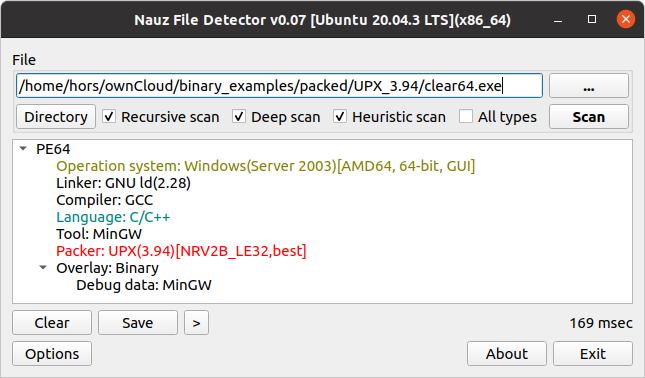 Nauz File Detector v0.07 [Ubuntu 20.04.3 LTS](x86_64)
File
/home/hors/ownCloud/binary_examples/packed/UPX_3.94/clear64.exe ...
Directory Recursive scan Deep scan Heuristic scan All types Scan
PE64
Operation system: Windows(Server 2003)[AMD64, 64-bit, GUI]
Linker: GNU ld(2.28)
Compiler: GCC
Language: C/C++
Tool: MinGW
Packer: UPX(3.94)[NRV2B_LE32,best]
Overlay: Binary
Debug data: MinGW
Clear Save > 169 msec
Options About Exit